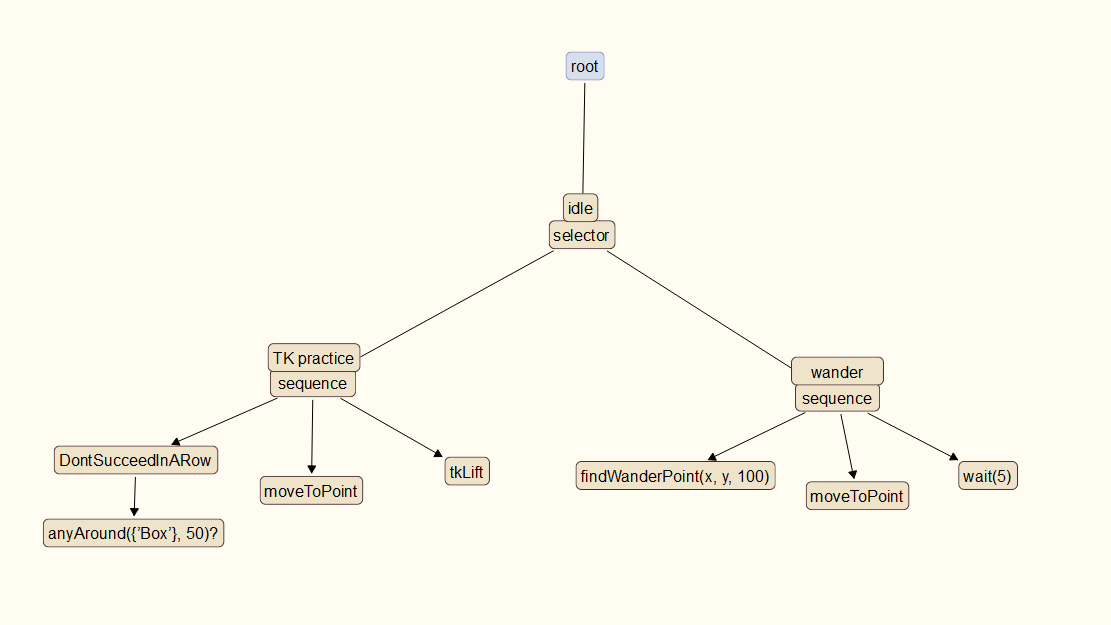 root
idle
selector
TK practice
sequence
wander
sequence
DontSucceedInARow
moveToPoint
tkLift
findWanderPoint(x, y, 100)
moveToPoint
wait(5)
anyAround({'Box'}, 50)?